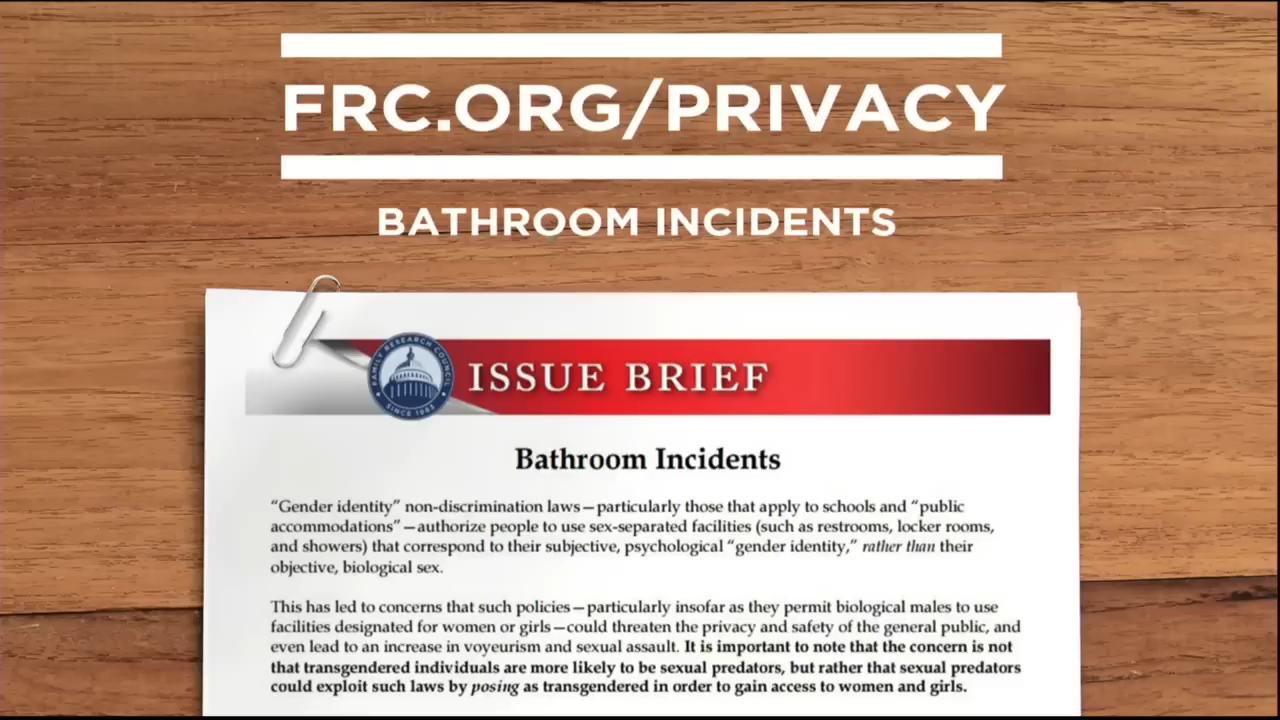 FRC.ORG/PRIVACY
BATHROOM INCIDENTS
FAMILY RESEARCH COUNCIL
SINCE 1983
ISSUE BRIEF
Bathroom Incidents
“Gender identity” non-discrimination laws—particularly those that apply to schools and “public
accommodations”—authorize people to use sex-separated facilities (such as restrooms, locker rooms,
and showers) that correspond to their subjective, psychological “gender identity,” rather than their
objective, biological sex.
This has led to concerns that such policies—particularly insofar as they permit biological males to use
facilities designated for women or girls—could threaten the privacy and safety of the general public, and
even lead to an increase in voyeurism and sexual assault. It is important to note that the concern is not
that transgendered individuals are more likely to be sexual predators, but rather that sexual predators
could exploit such laws by posing as transgendered in order to gain access to women and girls.